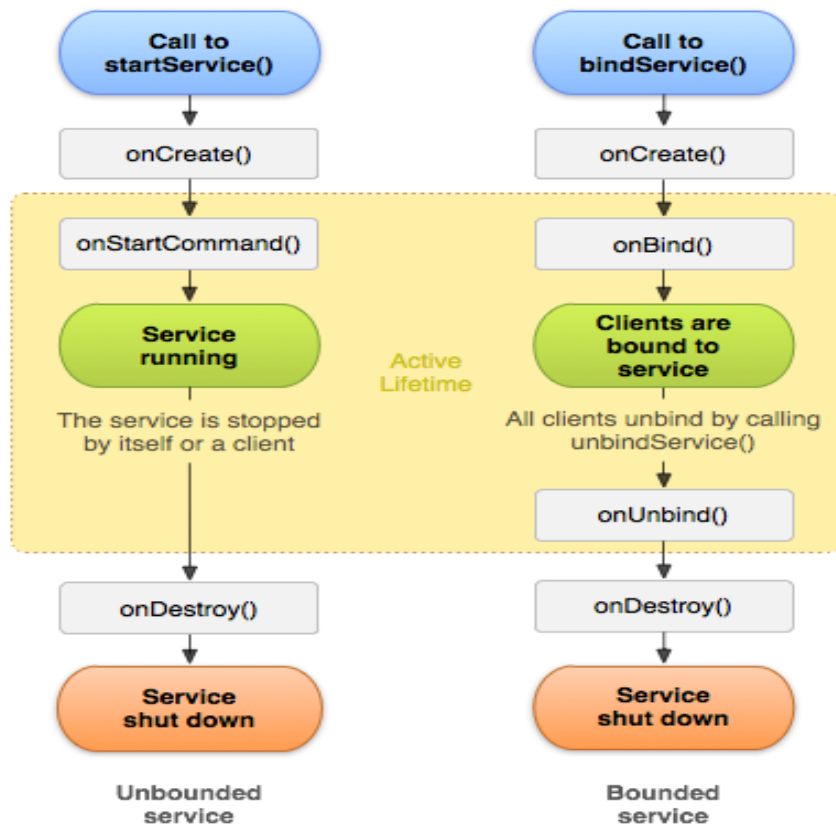 Call to
startService()
onCreate()
onStartCommand()
Service
running
The service is stopped
by itself or a client
onDestroy()
Service
shut down
Unbounded
service
Active
Lifetime
Call to
bindService()
onCreate()
onBind()
Clients are
bound to
service
All clients unbind by calling
unbindService()
onUnbind()
onDestroy()
Service
shut down
Bounded
service